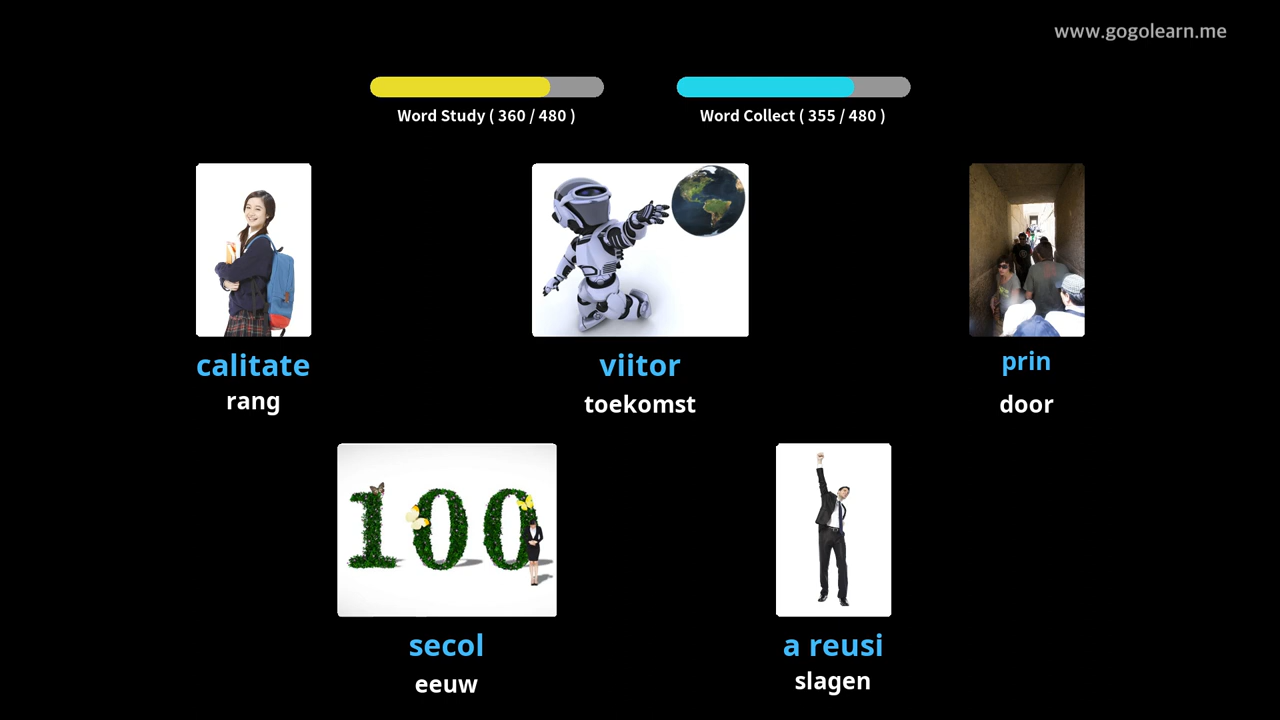 www.gogolearn.me
Word Study ( 360 / 480 )
Word Collect ( 355 / 480 )
calitate
rang
viitor
toekomst
prin
door
100
secol
eeuw
a reusi
slagen